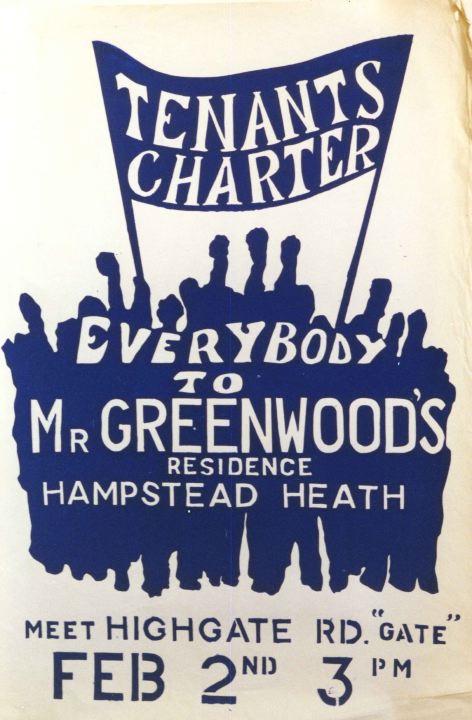 TENANTS
CHARTER
EVERYBODY
TO
MR GREENWOOD'S
RESIDENCE
HAMPSTEAD HEATH
MEET HIGHGATE RD. "GATE"
FEB 2ND 3 PM